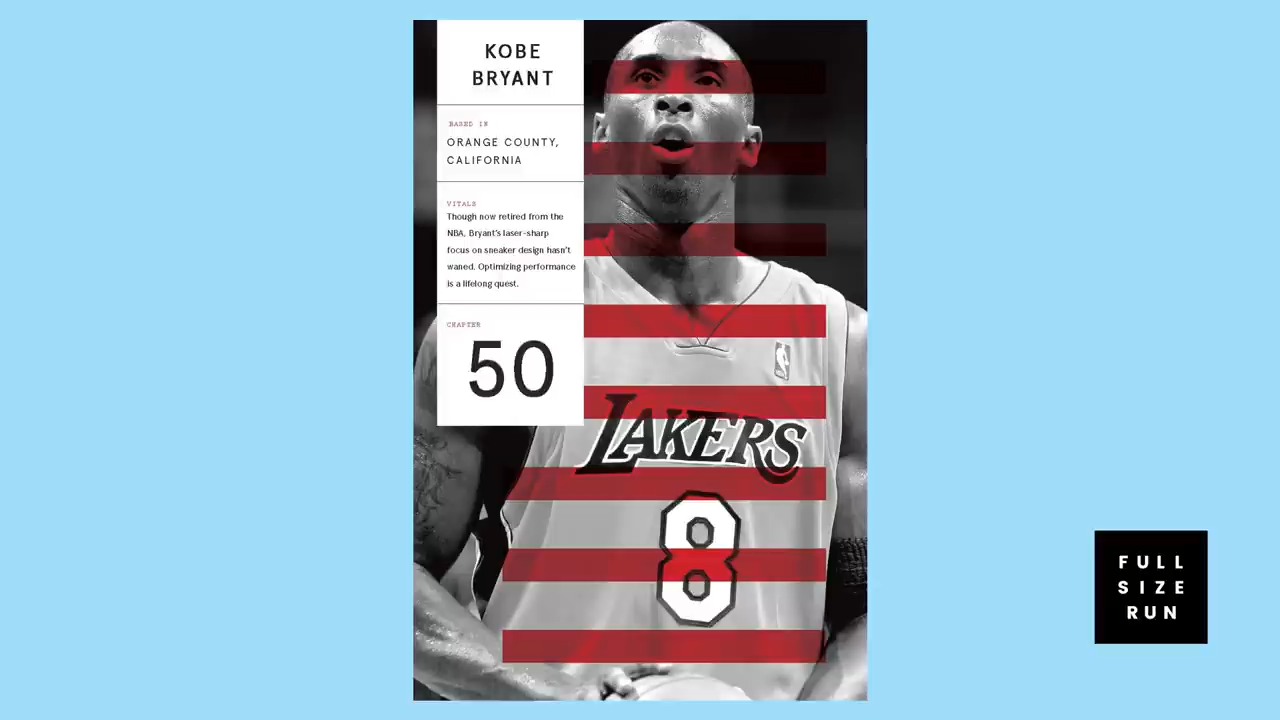 KOBE
BRYANT
BASED IN
ORANGE COUNTY,
CALIFORNIA
VITALS
Though now retired from the
NBA, Bryant's laser-sharp
focus on sneaker design hasn't
waned. Optimizing performance
is a lifelong quest.
CHAPTER
50
LAKERS
8
FULL
SIZE
RUN